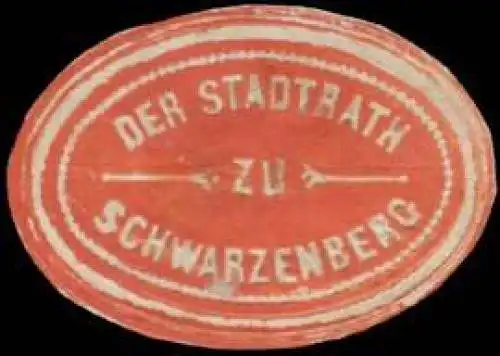 DER STADTRATH
ZU
SCHWARZENBERG